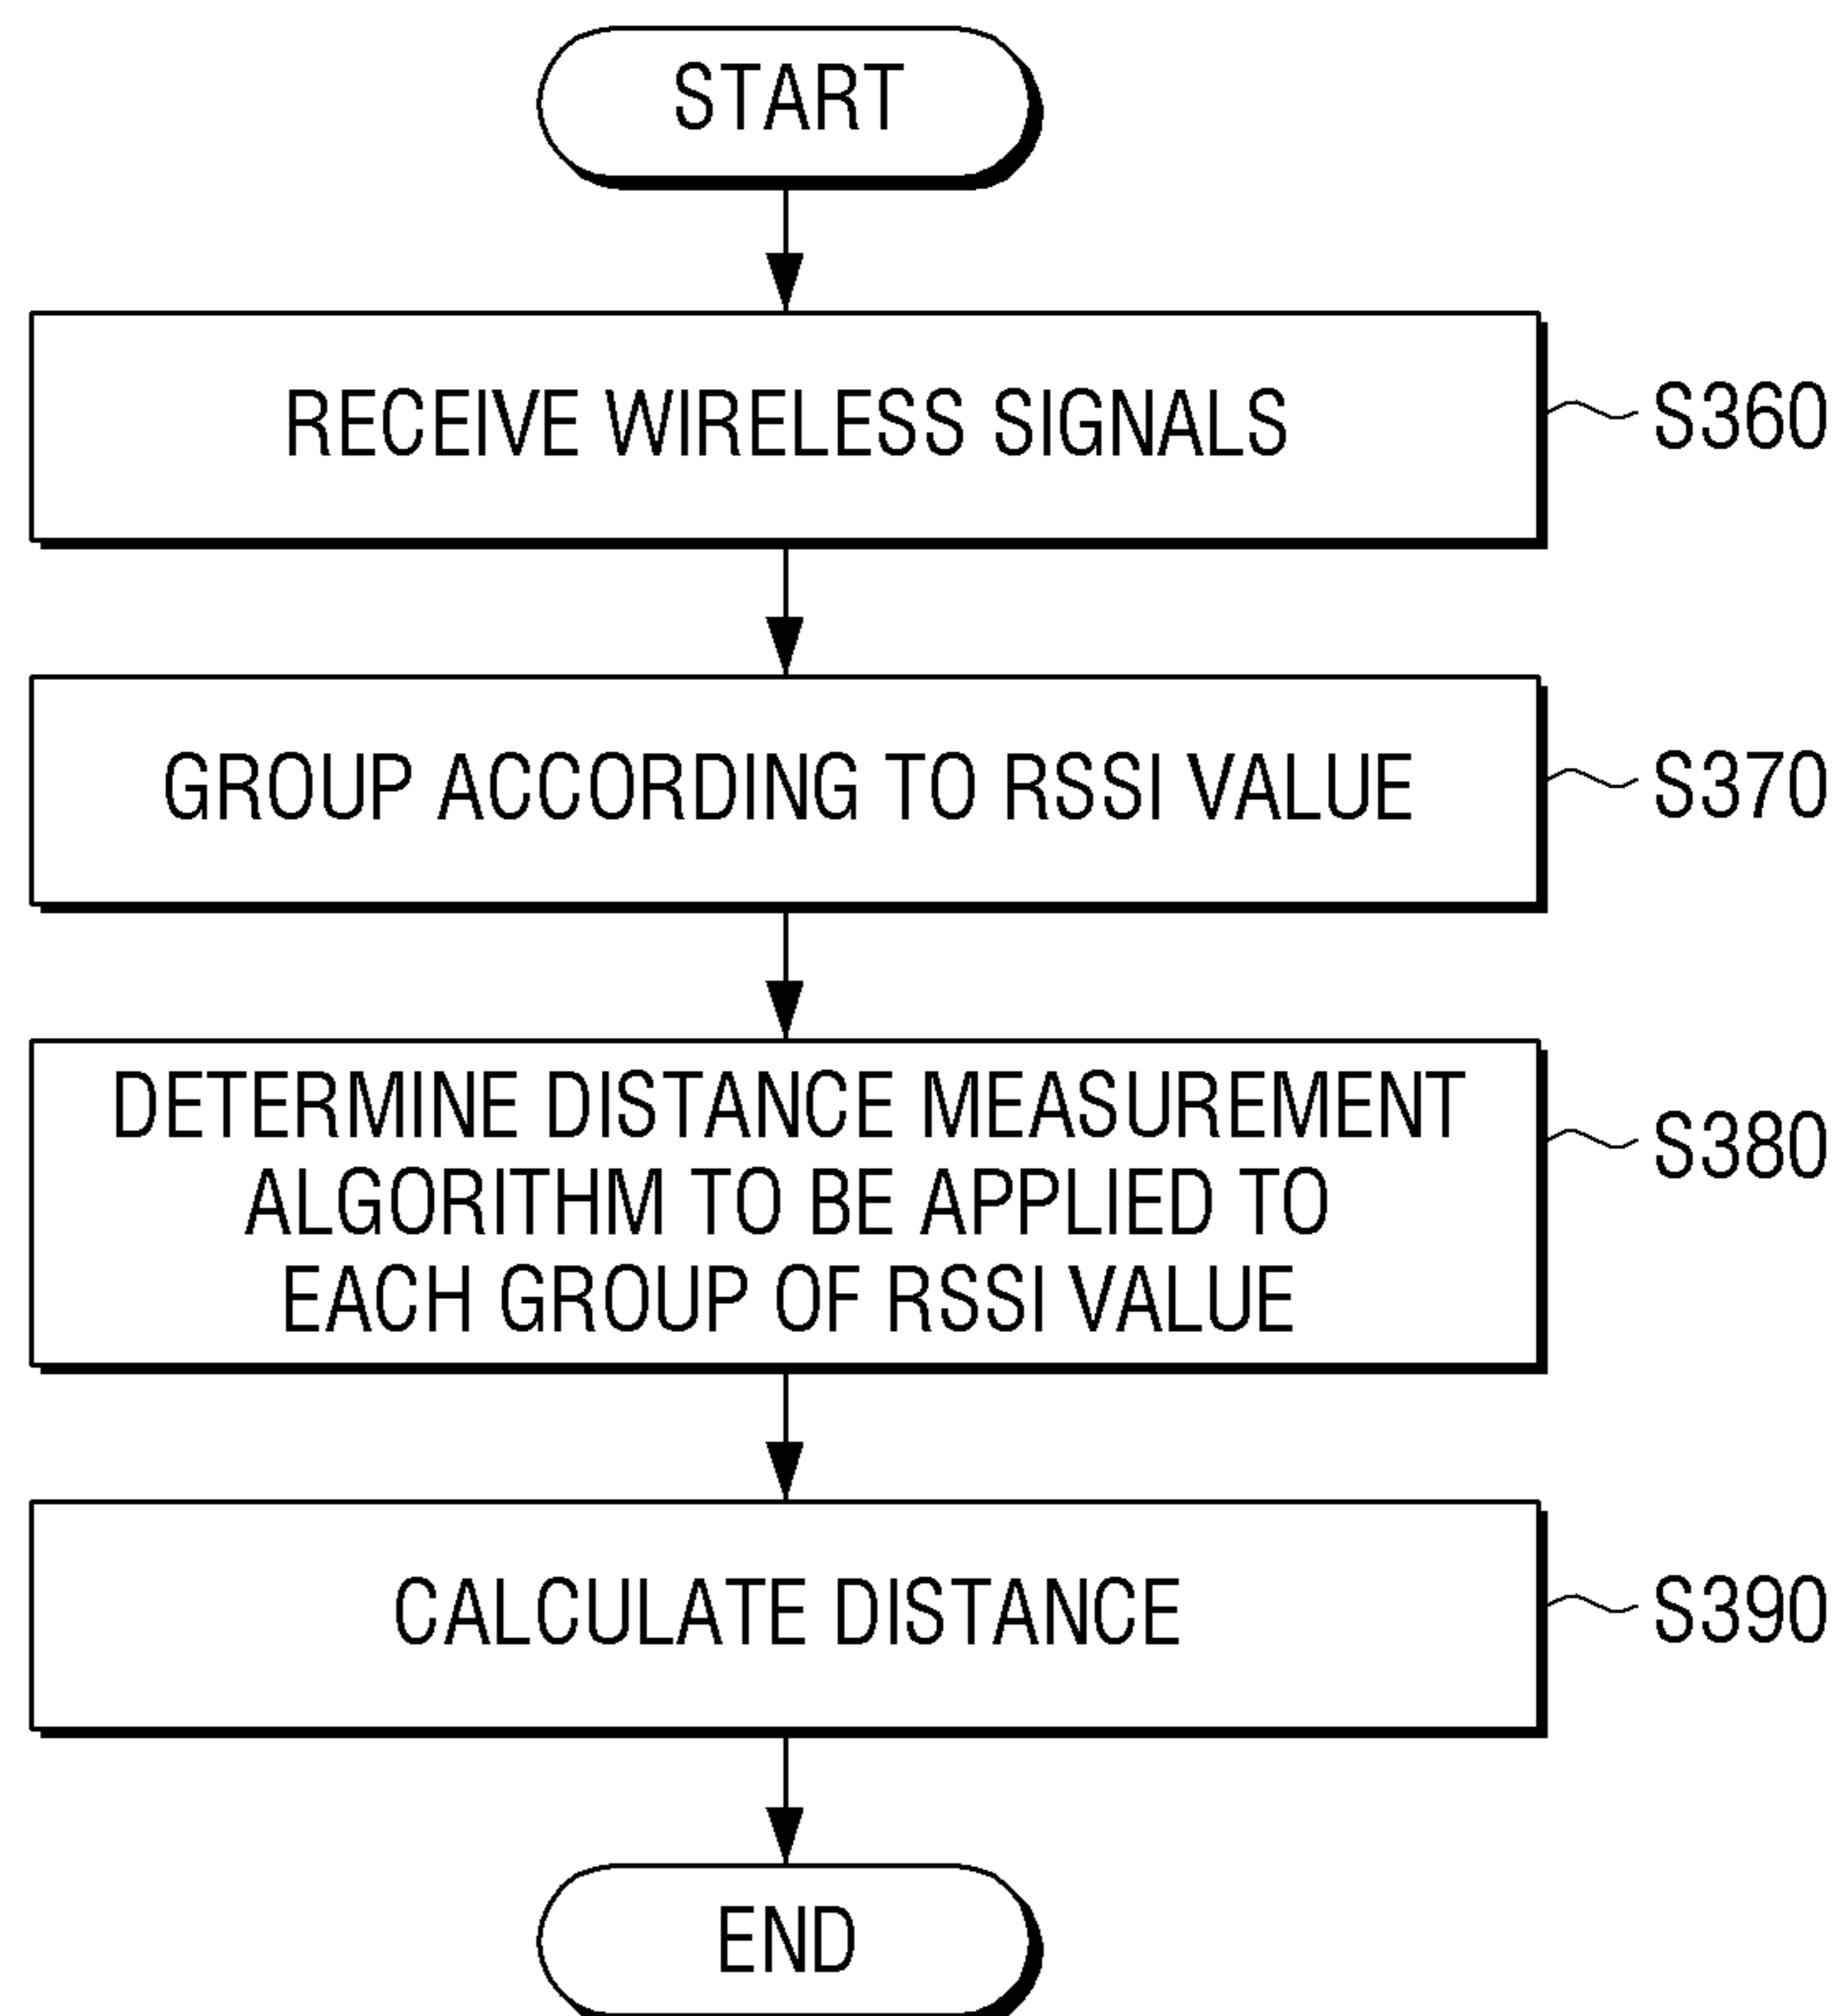 START
RECEIVE WIRELESS SIGNALS
S360
GROUP ACCORDING TO RSSI VALUE
S370
DETERMINE DISTANCE MEASUREMENT
ALGORITHM TO BE APPLIED TO
EACH GROUP OF RSSI VALUE
S380
CALCULATE DISTANCE
S390
END